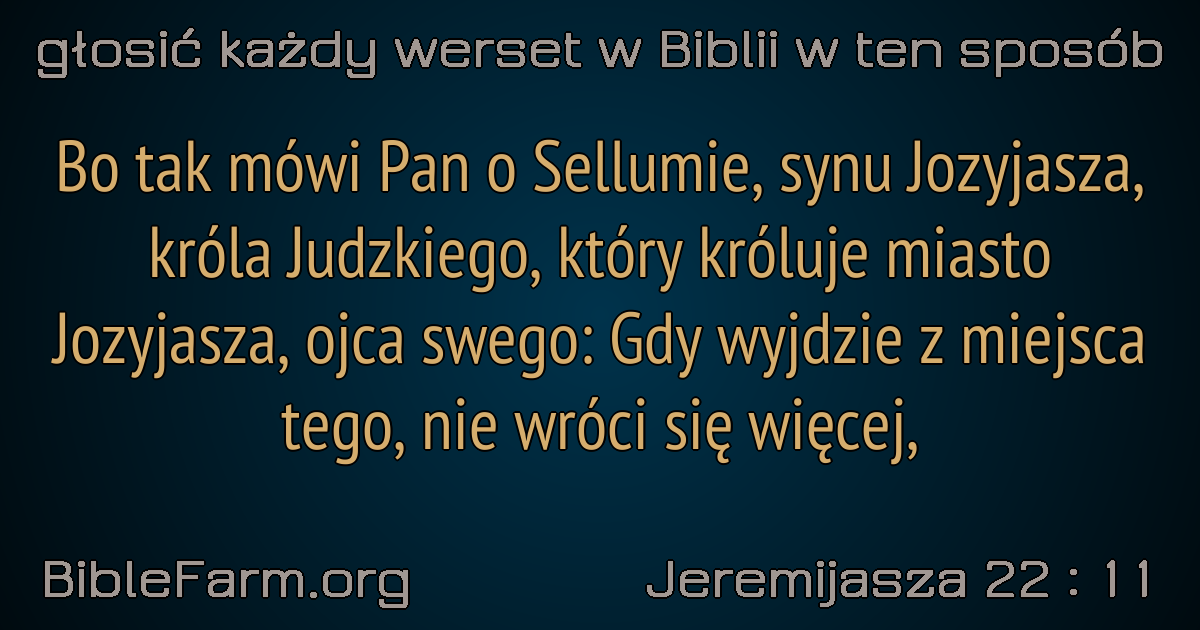 głosić każdy werset w Biblii w ten sposób
Bo tak mówi Pan o Sellumie, synu Jozyjasza,
króla Judzkiego, który króluje miasto
Jozyjasza, ojca swego: Gdy wyjdzie z miejsca
tego, nie wróci się więcej,
BibleFarm.org
Jeremijasza 22 : 11